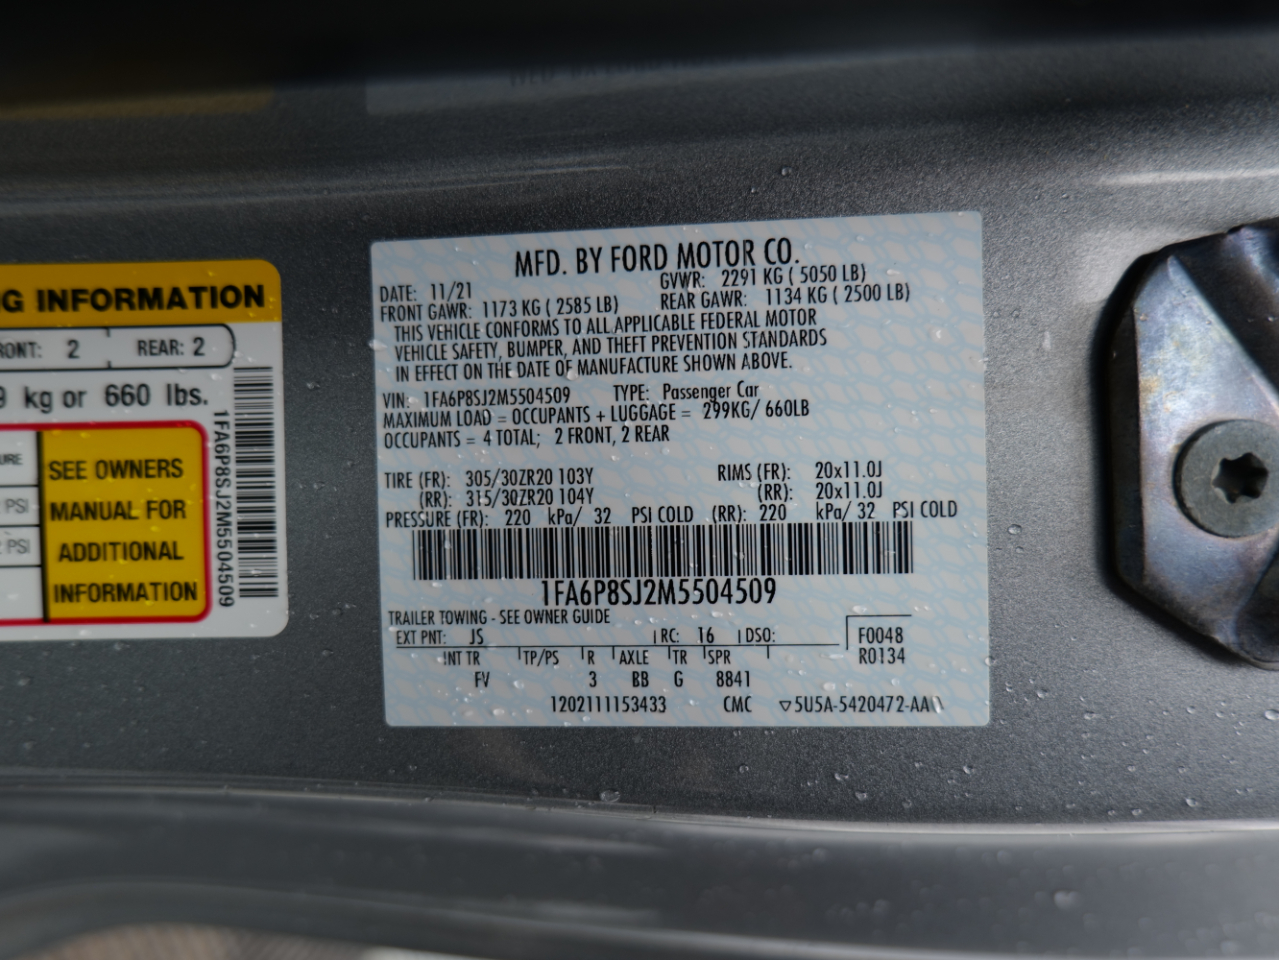 G INFORMATION
RONT: 2 REAR: 2
9 kg or 660 lbs.
URE
PSI
PSI
SEE OWNERS
MANUAL FOR
ADDITIONAL
INFORMATION
1FA6P8SJ2M5504509
MFD. BY FORD MOTOR CO.
DATE: 11/21 GVWR: 2291 KG ( 5050 LB)
FRONT GAWR: 1173 KG ( 2585 LB) REAR GAWR: 1134 KG ( 2500 LB)
THIS VEHICLE CONFORMS TO ALL APPLICABLE FEDERAL MOTOR
VEHICLE SAFETY, BUMPER, AND THEFT PREVENTION STANDARDS
IN EFFECT ON THE DATE OF MANUFACTURE SHOWN ABOVE.
VIN: 1FA6P8SJ2M5504509 TYPE: Passenger Car
MAXIMUM LOAD = OCCUPANTS + LUGGAGE = 299KG/ 660LB
OCCUPANTS = 4 TOTAL; 2 FRONT, 2 REAR
TIRE (FR): 305/30ZR20 103Y RIMS (FR): 20x11.0J
(RR): 315/30ZR20 104Y (RR): 20x11.0J
PRESSURE (FR): 220 kPa/ 32 PSI COLD (RR): 220 kPa/ 32 PSI COLD
1FA6P8SJ2M5504509
TRAILER TOWING - SEE OWNER GUIDE
EXT PNT: JS RC: 16 DSO: F0048
R0134
INT TR TP/PS R AXLE TR SPR
FV 3 BB G 8841
1202111153433 CMC ▽5U5A-5420472-AA